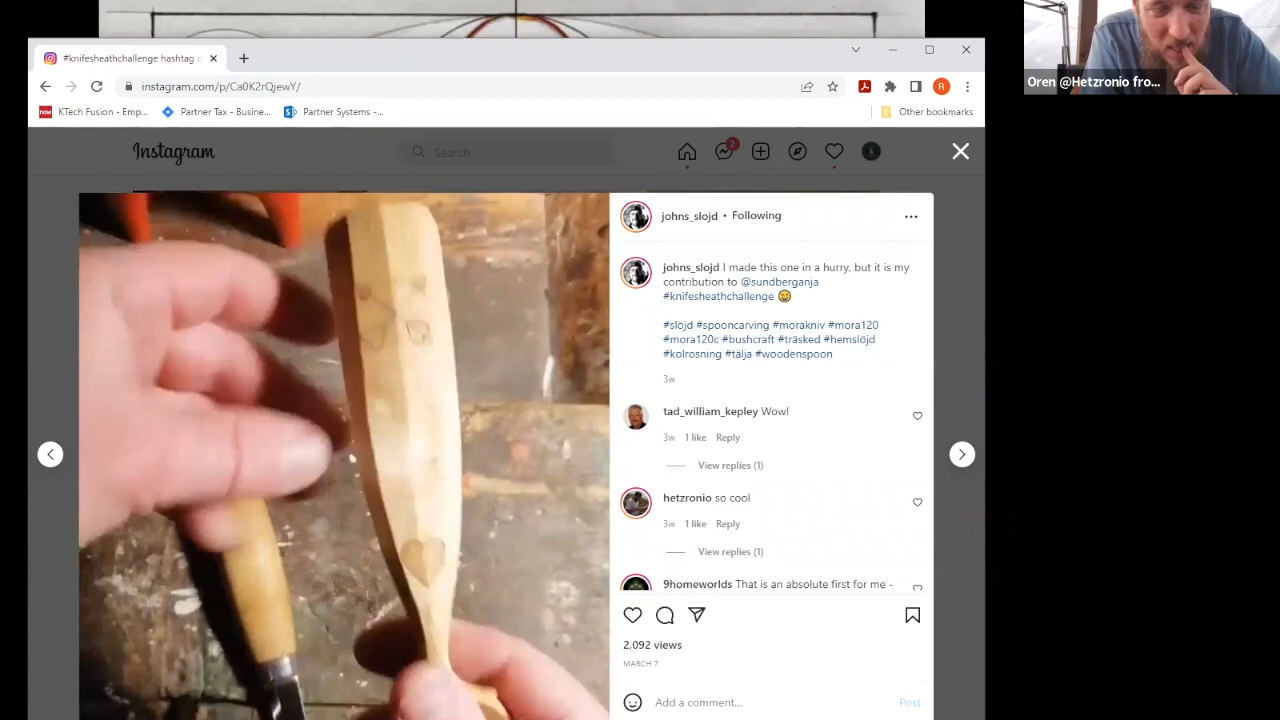 #knifesheathchallenge hashtag
instagram.com/p/Ca0K2rQjewY/
KTech Fusion - Emp...
Partner Tax - Busine...
Partner Systems -...
Other bookmarks
Oren @Hetzronio fro...
Instagram
Search
2
johns_slojd • Following
johns_slojd I made this one in a hurry, but it is my
contribution to @sundberganja
#knifesheathchallenge 😅
#slöjd #spooncarving #morakniv #mora120
#mora120c #bushcraft #träsked #hemslöjd
#kolrosning #tälja #woodenspoon
3w
tad_william_kepley Wow!
3w 1 like Reply
View replies (1)
hetzronio so cool
3w 1 like Reply
View replies (1)
9homeworlds That is an absolute first for me -
2,092 views
MARCH 7
Add a comment...
Post